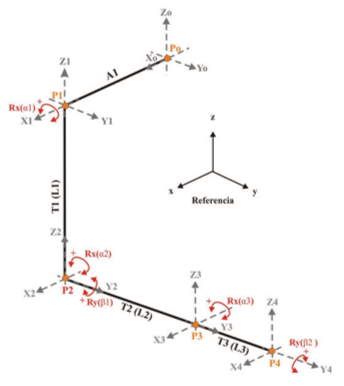 Zo
Po
Xo
Yo
A1
Z1
P1
Rx(α1)
+
X1
Y1
z
x
y
Referencia
T1 (L1)
Z2
Rx(α2)
+
X2
P2
Y2
Ry(β1)
+
T2 (L2)
Z3
Rx(α3)
+
X3
P3
Y3
T3 (L3)
Z4
Ry(β2 )
+
X4
P4
Y4